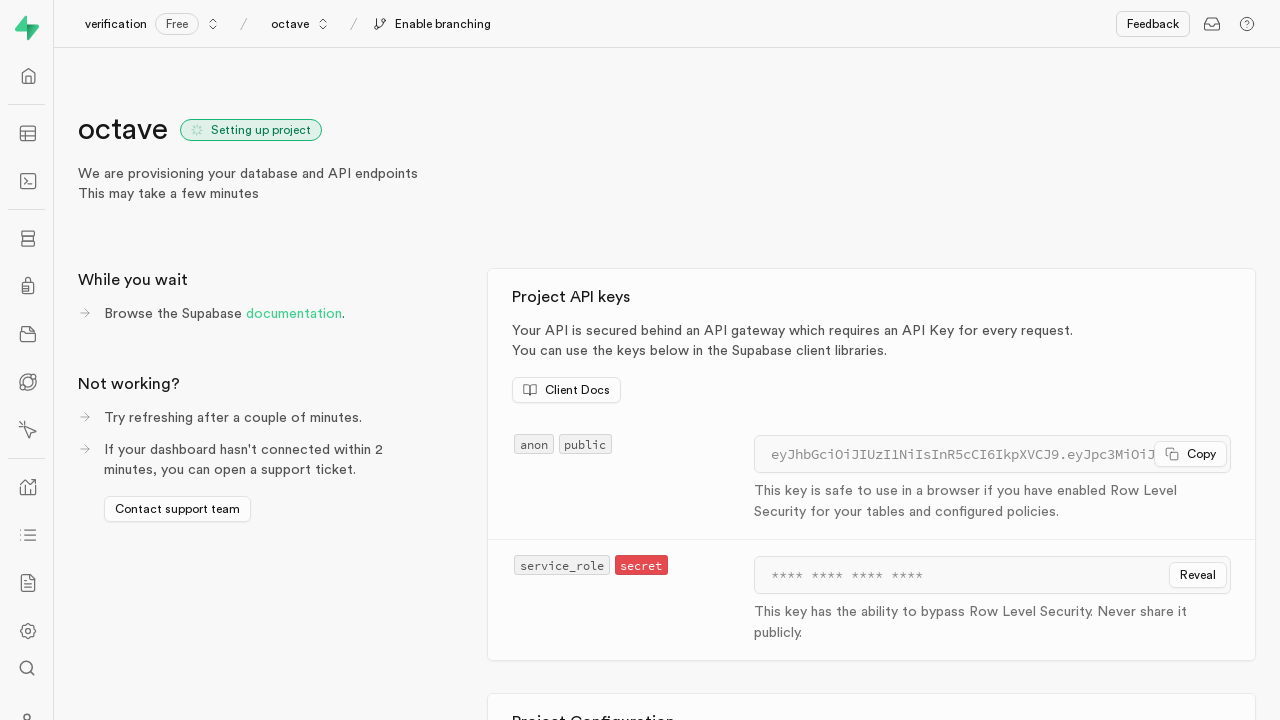 verification Free / octave / Enable branching
Feedback
octave Setting up project
We are provisioning your database and API endpoints
This may take a few minutes
While you wait
Browse the Supabase documentation.
Not working?
Try refreshing after a couple of minutes.
If your dashboard hasn't connected within 2
minutes, you can open a support ticket.
Contact support team
Project API keys
Your API is secured behind an API gateway which requires an API Key for every request.
You can use the keys below in the Supabase client libraries.
Client Docs
anon public
eyJhbGciOiJIUzI1NiIsInR5cCI6IkpXVCJ9.eyJpc3MiOiJ
Copy
This key is safe to use in a browser if you have enabled Row Level
Security for your tables and configured policies.
service_role secret
**** **** **** ****
Reveal
This key has the ability to bypass Row Level Security. Never share it
publicly.
Project Configuration